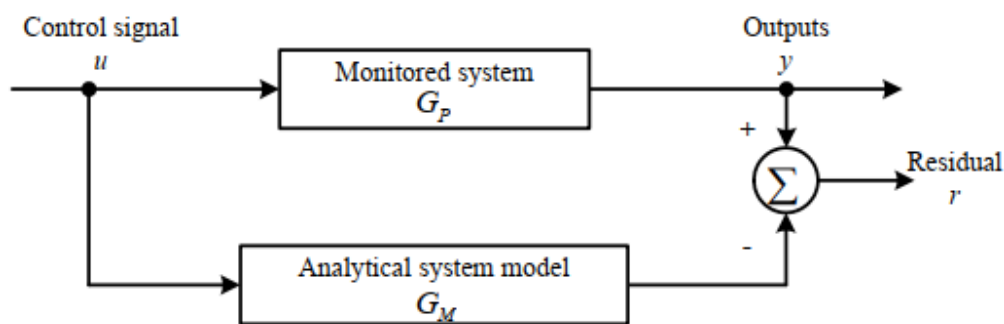 Control signal
u
Monitored system
G_P
Outputs
y
+
Σ
Residual
r
-
Analytical system model
G_M